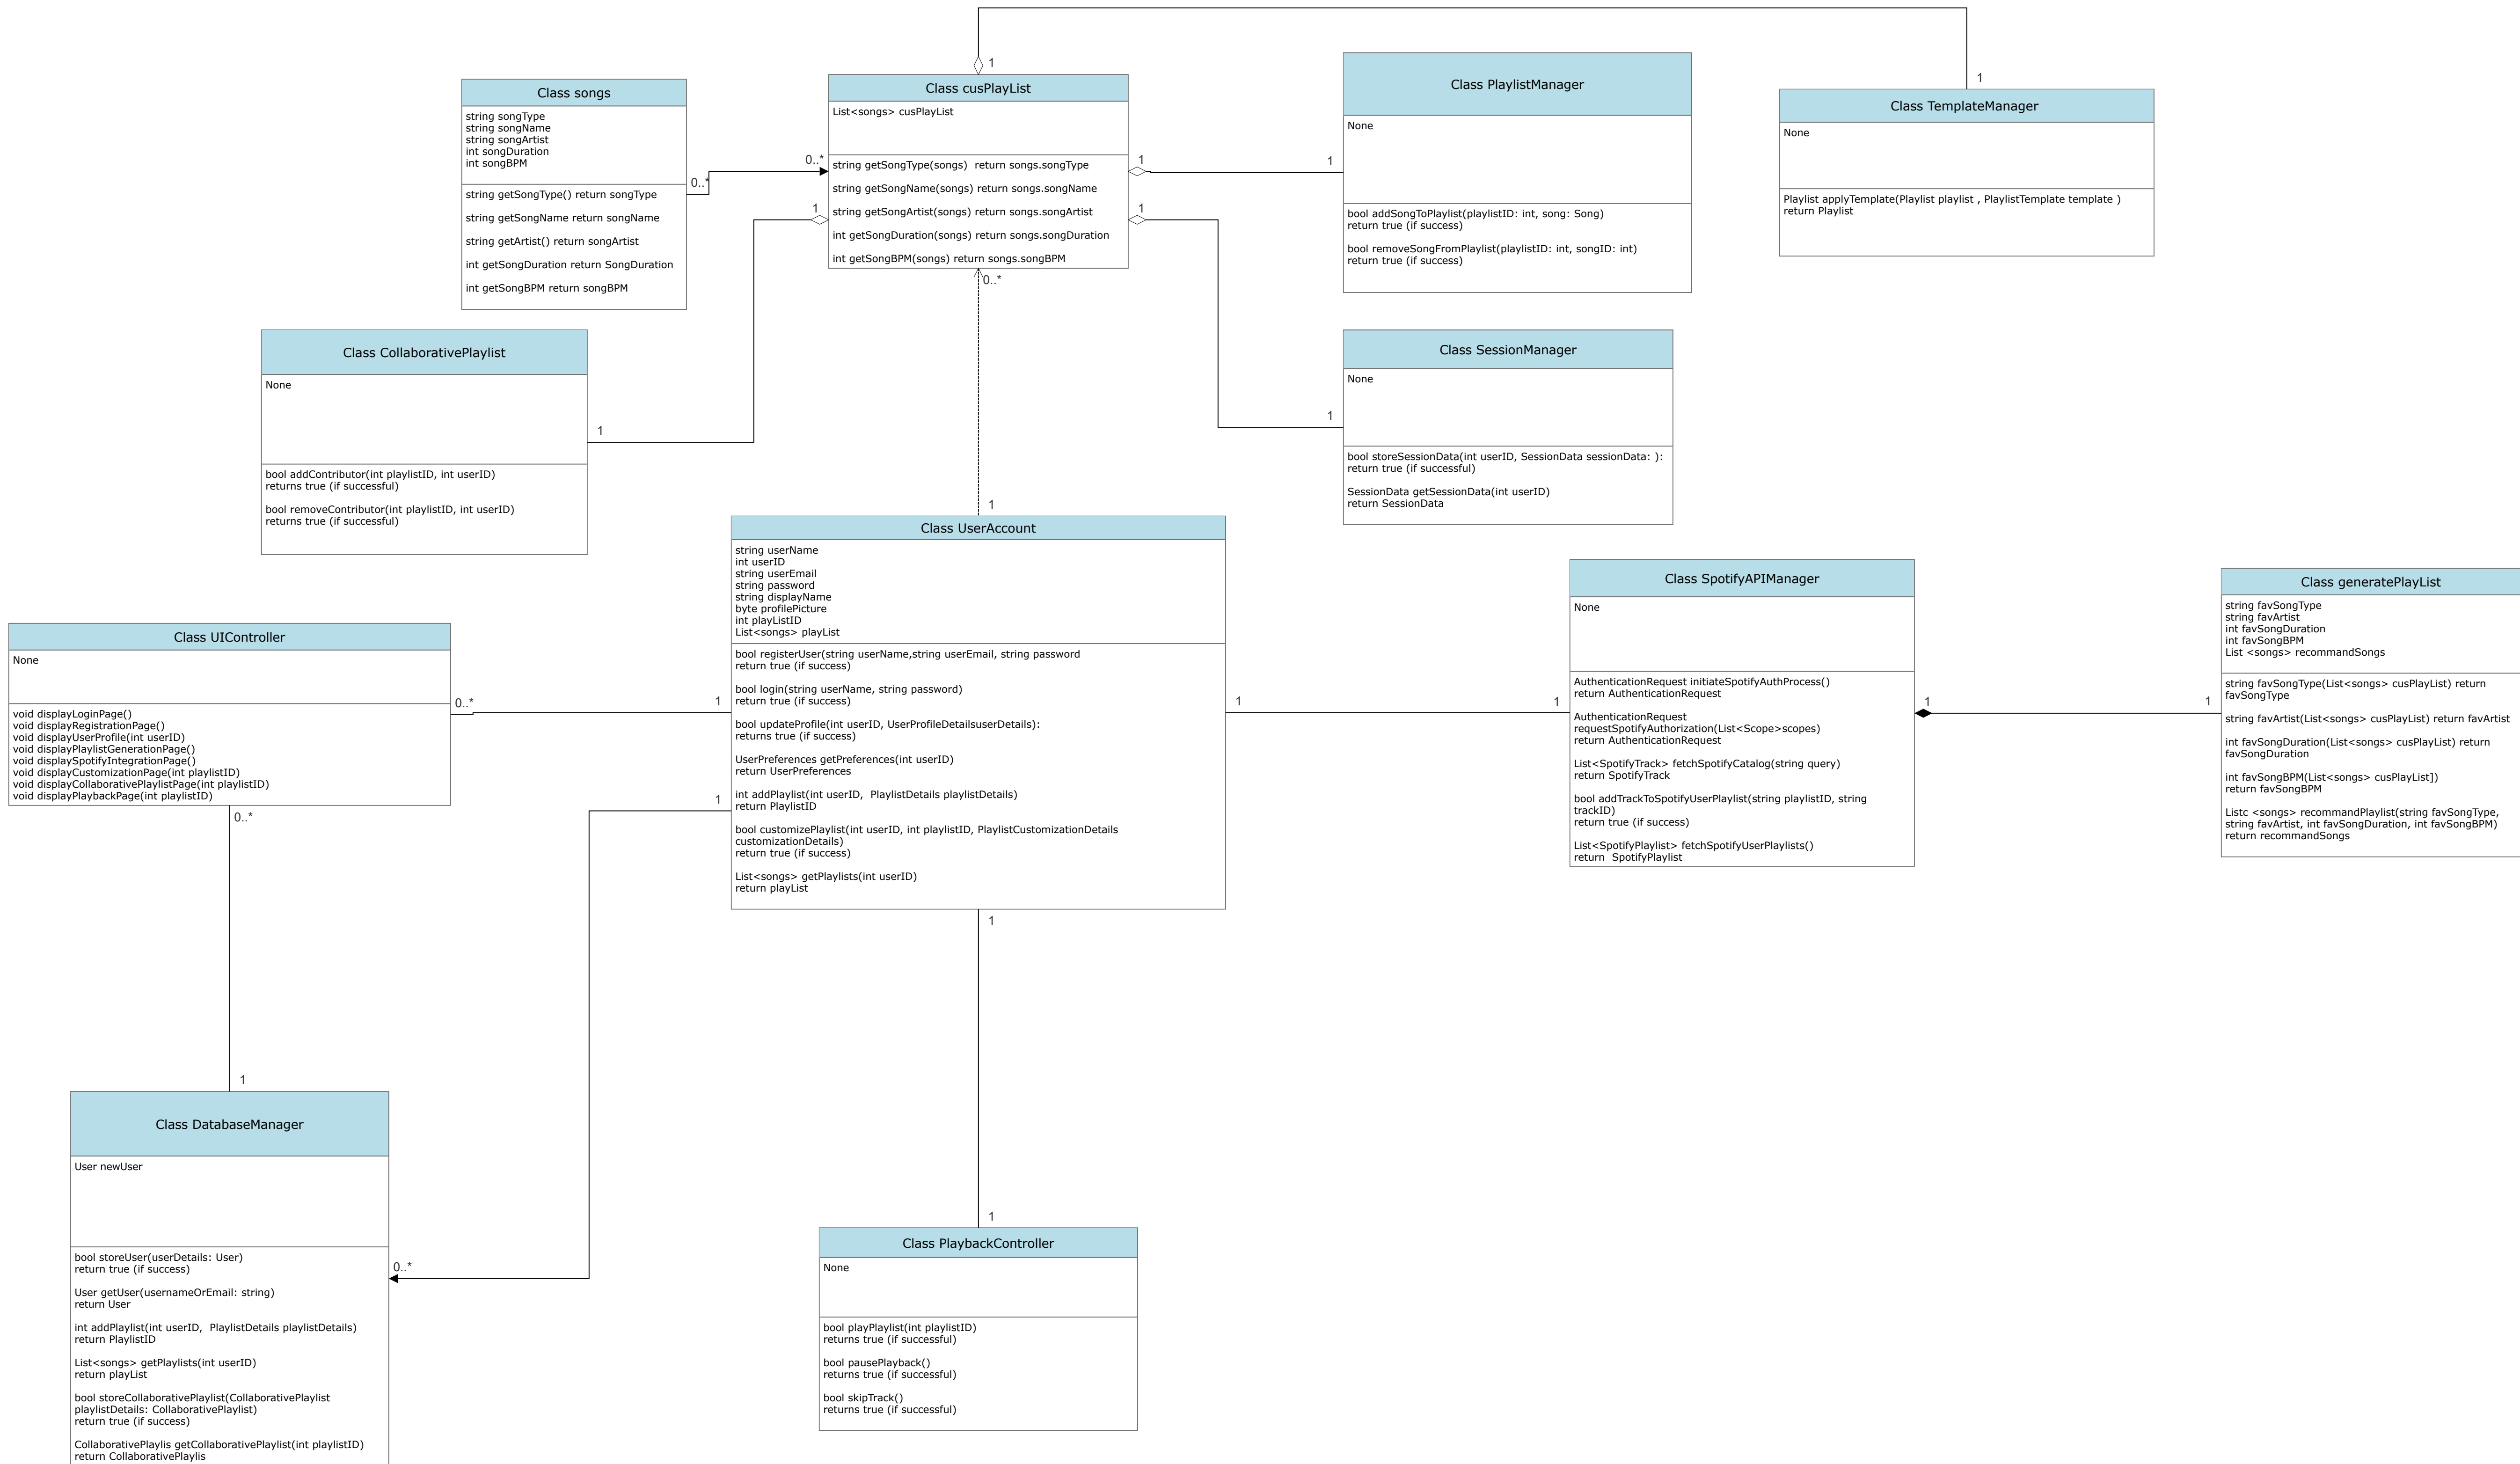 1
1
Class songs
string songType
string songName
string songArtist
int songDuration
int songBPM
string getSongType() return songType
string getSongName return songName
string getArtist() return songArtist
int getSongDuration return SongDuration
int getSongBPM return songBPM
0..*
0..*
Class cusPlayList
List<songs> cusPlayList
string getSongType(songs)  return songs.songType
string getSongName(songs) return songs.songName
string getSongArtist(songs) return songs.songArtist
int getSongDuration(songs) return songs.songDuration
int getSongBPM(songs) return songs.songBPM
1
1
1
1
0..*
Class PlaylistManager
None
bool addSongToPlaylist(playlistID: int, song: Song)
return true (if success)
bool removeSongFromPlaylist(playlistID: int, songID: int)
return true (if success)
Class TemplateManager
None
Playlist applyTemplate(Playlist playlist , PlaylistTemplate template )
return Playlist
Class CollaborativePlaylist
None
bool addContributor(int playlistID, int userID)
returns true (if successful)
bool removeContributor(int playlistID, int userID)
returns true (if successful)
1
1
Class SessionManager
None
bool storeSessionData(int userID, SessionData sessionData: ):
return true (if successful)
SessionData getSessionData(int userID)
return SessionData
1
Class UserAccount
string userName
int userID
string userEmail
string password
string displayName
byte profilePicture
int playListID
List<songs> playList
bool registerUser(string userName,string userEmail, string password
return true (if success)
bool login(string userName, string password)
return true (if success)
bool updateProfile(int userID, UserProfileDetailsuserDetails):
returns true (if success)
UserPreferences getPreferences(int userID)
return UserPreferences
int addPlaylist(int userID,  PlaylistDetails playlistDetails)
return PlaylistID
bool customizePlaylist(int userID, int playlistID, PlaylistCustomizationDetails
customizationDetails)
return true (if success)
List<songs> getPlaylists(int userID)
return playList
Class UIController
None
void displayLoginPage()
void displayRegistrationPage()
void displayUserProfile(int userID)
void displayPlaylistGenerationPage()
void displaySpotifyIntegrationPage()
void displayCustomizationPage(int playlistID)
void displayCollaborativePlaylistPage(int playlistID)
void displayPlaybackPage(int playlistID)
0..*
1
1
0..*
1
1
Class SpotifyAPIManager
None
AuthenticationRequest initiateSpotifyAuthProcess()
return AuthenticationRequest
AuthenticationRequest
requestSpotifyAuthorization(List<Scope>scopes)
return AuthenticationRequest
List<SpotifyTrack> fetchSpotifyCatalog(string query)
return SpotifyTrack
bool addTrackToSpotifyUserPlaylist(string playlistID, string
trackID)
return true (if success)
List<SpotifyPlaylist> fetchSpotifyUserPlaylists()
return  SpotifyPlaylist
1
1
Class generatePlayList
string favSongType
string favArtist
int favSongDuration
int favSongBPM
List <songs> recommandSongs
string favSongType(List<songs> cusPlayList) return
favSongType
string favArtist(List<songs> cusPlayList) return favArtist
int favSongDuration(List<songs> cusPlayList) return
favSongDuration
int favSongBPM(List<songs> cusPlayList])
return favSongBPM
Listc <songs> recommandPlaylist(string favSongType,
string favArtist, int favSongDuration, int favSongBPM)
return recommandSongs
1
1
Class DatabaseManager
User newUser
bool storeUser(userDetails: User)
return true (if success)
User getUser(usernameOrEmail: string)
return User
int addPlaylist(int userID,  PlaylistDetails playlistDetails)
return PlaylistID
List<songs> getPlaylists(int userID)
return playList
bool storeCollaborativePlaylist(CollaborativePlaylist
playlistDetails: CollaborativePlaylist)
return true (if success)
CollaborativePlaylis getCollaborativePlaylist(int playlistID)
return CollaborativePlaylis
0..*
1
Class PlaybackController
None
bool playPlaylist(int playlistID)
returns true (if successful)
bool pausePlayback()
returns true (if successful)
bool skipTrack()
returns true (if successful)